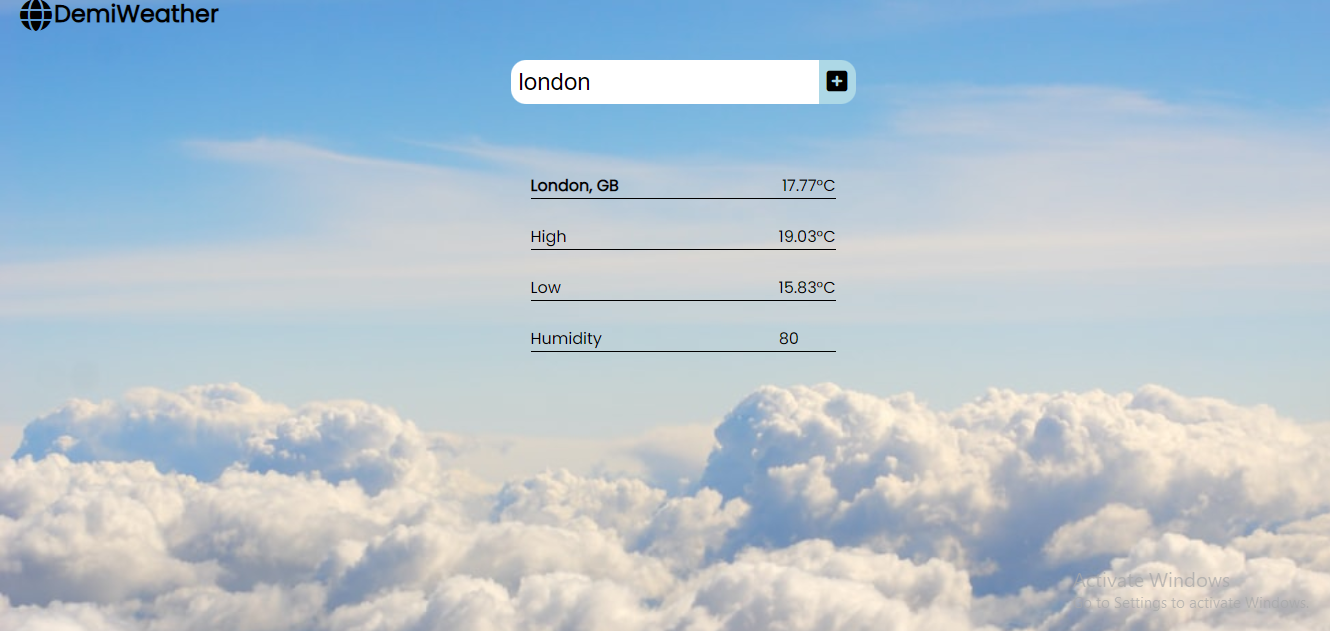 DemiWeather
london
London, GB 17.77°C
High 19.03°C
Low 15.83°C
Humidity 80
Activate Windows
Go to Settings to activate Windows.